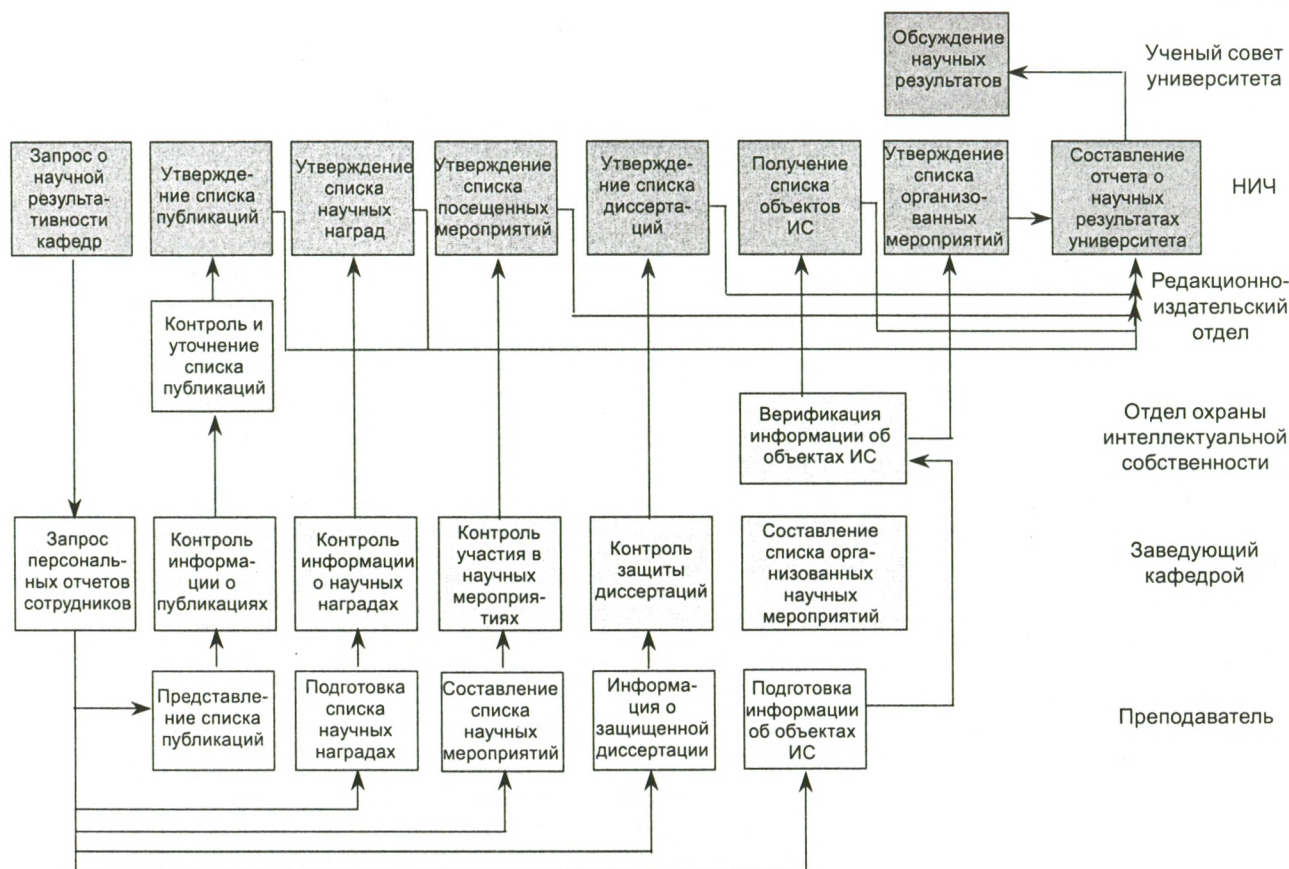 Обсуждение
научных
результатов
Ученый совет
университета
Запрос о
научной
результа-
тивности
кафедр
Утвержде-
ние списка
публикаций
Утверждение
списка
научных
наград
Утверждение
списка
посещенных
мероприятий
Утвержде-
ние списка
диссерта-
ций
Получение
списка
объектов
ИС
Утверждение
списка
организо-
ванных
мероприятий
Составление
отчета о
научных
результатах
университета
НИЧ
Контроль и
уточнение
списка
публикаций
Редакционно-
издательский
отдел
Верификация
информации об
объектах ИС
Отдел охраны
интеллектуальной
собственности
Запрос
персональ-
ных отчетов
сотрудников
Контроль
информа-
ции о
публикациях
Контроль
информации
о научных
наградах
Контроль
участия в
научных
мероприя-
тиях
Контроль
защиты
диссертаций
Составление
списка орга-
низованных
научных
мероприятий
Заведующий
кафедрой
Представле-
ние списка
публикаций
Подготовка
списка
научных
наградах
Составление
списка
научных
мероприятий
Информа-
ция о
защищенной
диссертации
Подготовка
информации
об объектах
ИС
Преподаватель